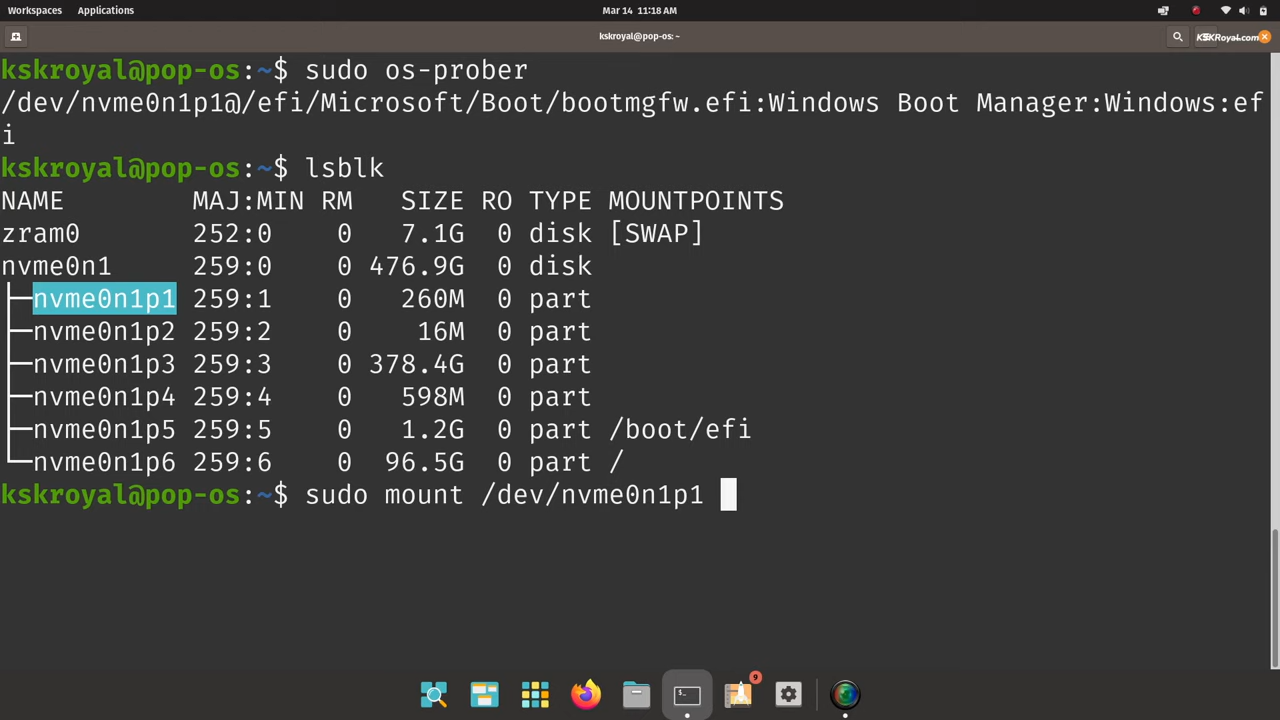 Workspaces Applications Mar 14 11:18 AM
kskroyal@pop-os: ~ KSKRoyal.com
kskroyal@pop-os:~$ sudo os-prober
/dev/nvme0n1p1@/efi/Microsoft/Boot/bootmgfw.efi:Windows Boot Manager:Windows:ef
i
kskroyal@pop-os:~$ lsblk
NAME MAJ:MIN RM SIZE RO TYPE MOUNTPOINTS
zram0 252:0 0 7.1G 0 disk [SWAP]
nvme0n1 259:0 0 476.9G 0 disk
├─nvme0n1p1 259:1 0 260M 0 part
├─nvme0n1p2 259:2 0 16M 0 part
├─nvme0n1p3 259:3 0 378.4G 0 part
├─nvme0n1p4 259:4 0 598M 0 part
├─nvme0n1p5 259:5 0 1.2G 0 part /boot/efi
└─nvme0n1p6 259:6 0 96.5G 0 part /
kskroyal@pop-os:~$ sudo mount /dev/nvme0n1p1
9